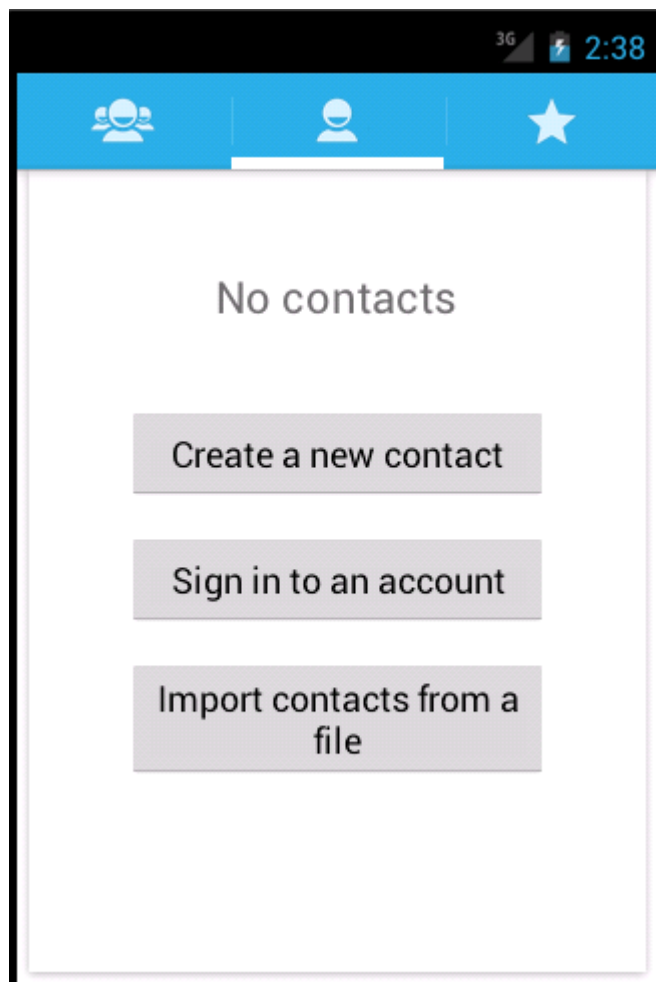 3G 2:38
No contacts
Create a new contact
Sign in to an account
Import contacts from a
file